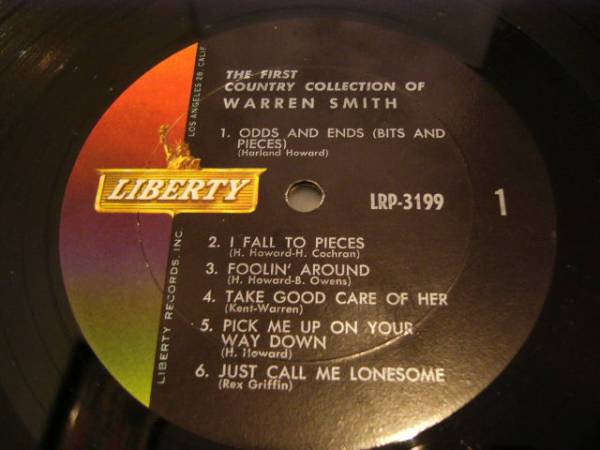 THE FIRST
COUNTRY COLLECTION OF
WARREN SMITH
1. ODDS AND ENDS (BITS AND
PIECES)
(Harland Howard)
LIBERTY
LRP-3199
1
2. I FALL TO PIECES
(H. Howard-H. Cochran)
3. FOOLIN' AROUND
(H. Howard-B. Owens)
4. TAKE GOOD CARE OF HER
(Kent-Warren)
5. PICK ME UP ON YOUR
WAY DOWN
(H. Howard)
6. JUST CALL ME LONESOME
(Rex Griffin)
LIBERTY RECORDS, INC.
LOS ANGELES 28, CALIF.